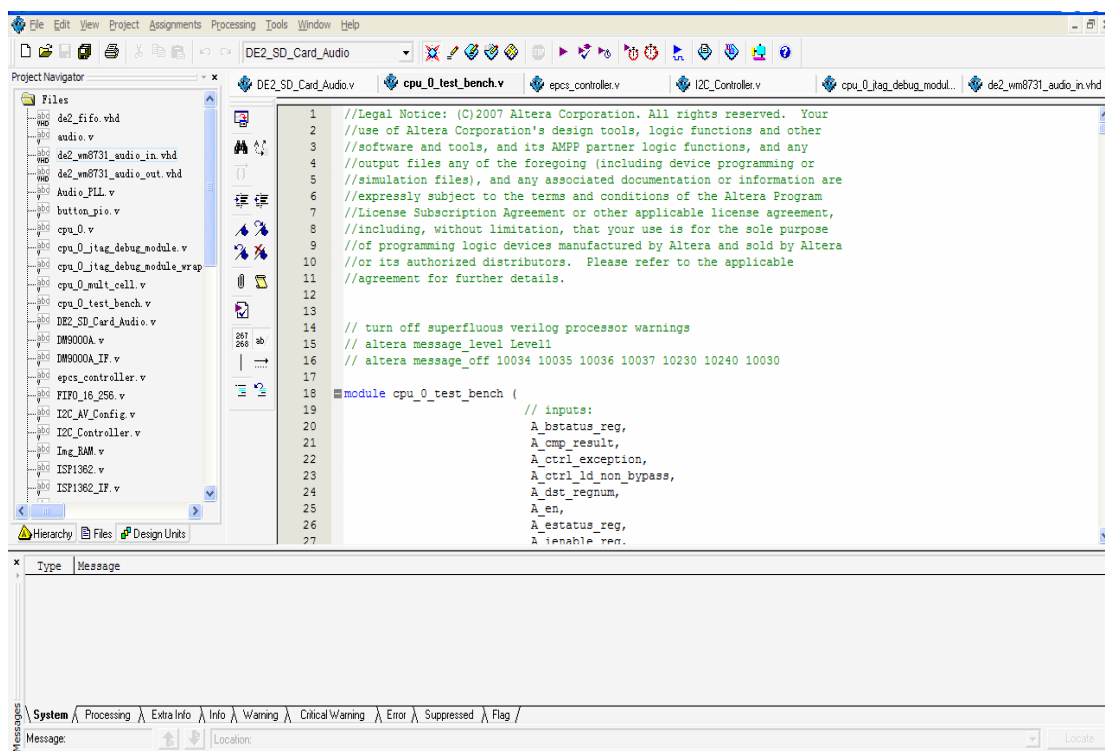 File Edit View Project Assignments Processing Tools Window Help
DE2_SD_Card_Audio
Project Navigator
DE2_SD_Card_Audio.v
cpu_0_test_bench.v
epcs_controller.v
I2C_Controller.v
cpu_0_jtag_debug_modul...
de2_wm8731_audio_in.vhd
Files
de2_fifo.vhd
audio.v
de2_wm8731_audio_in.vhd
de2_wm8731_audio_out.vhd
Audio_PLL.v
button_pio.v
cpu_0.v
cpu_0_jtag_debug_module.v
cpu_0_jtag_debug_module_wrap
cpu_0_mult_cell.v
cpu_0_test_bench.v
DE2_SD_Card_Audio.v
DM9000A.v
DM9000A_IF.v
epcs_controller.v
FIFO_16_256.v
I2C_AV_Config.v
I2C_Controller.v
Img_RAM.v
ISP1362.v
ISP1362_IF.v
Hierarchy Files Design Units
267
268 ab/
1 //Legal Notice: (C)2007 Altera Corporation. All rights reserved. Your
2 //use of Altera Corporation's design tools, logic functions and other
3 //software and tools, and its AMPP partner logic functions, and any
4 //output files any of the foregoing (including device programming or
5 //simulation files), and any associated documentation or information are
6 //expressly subject to the terms and conditions of the Altera Program
7 //License Subscription Agreement or other applicable license agreement,
8 //including, without limitation, that your use is for the sole purpose
9 //of programming logic devices manufactured by Altera and sold by Altera
10 //or its authorized distributors. Please refer to the applicable
11 //agreement for further details.
12
13
14 // turn off superfluous verilog processor warnings
15 // altera message_level Level1
16 // altera message_off 10034 10035 10036 10037 10230 10240 10030
17
18 module cpu_0_test_bench (
19 // inputs:
20 A_bstatus_reg,
21 A_cmp_result,
22 A_ctrl_exception,
23 A_ctrl_ld_non_bypass,
24 A_dst_regnum,
25 A_en,
26 A_estatus_reg,
27 A_ienable_reg,
Type Message
System Processing Extra Info Info Warning Critical Warning Error Suppressed Flag
Messages
Message:
Location:
Locate